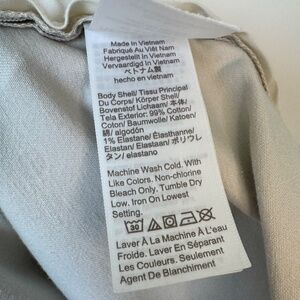 Made In Vietnam
Fabriqué Au Viêt Nam
Hergestellt In Vietnam
Vervaardigd In Vietnam
ベトナム製
hecho en vietnam
Body Shell/ Tissu Principal
Du Corps/ Körper Shell/
Bovenstof Lichaam/ 本体/
Tela Exterior: 99% Cotton/
Coton/ Baumwolle/ Katoen/
綿/ algodón
1% Elastane/ Élasthanne/
Elastan/ Elastaan/ ポリウレ
タン/ elastano
Machine Wash Cold. With
Like Colors. Non-chlorine
Bleach Only. Tumble Dry
Low. Iron On Lowest
Setting.
30
Laver À La Machine À L'eau
Froide. Laver En Séparant
Les Couleurs. Seulement
Agent De Blanchiment